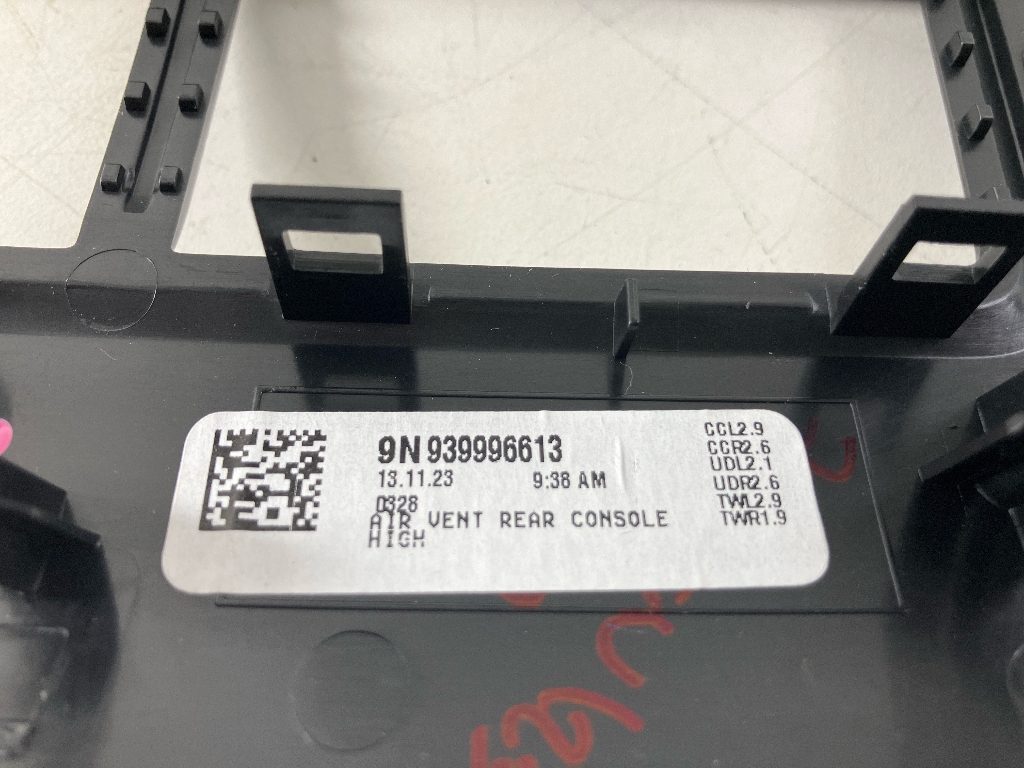 9N 939996613
13.11.23 9:38 AM
0328
AIR VENT REAR CONSOLE
HIGH
CCL2.9
CCR2.6
UDL2.1
UDR2.6
TWL2.9
TWR1.9